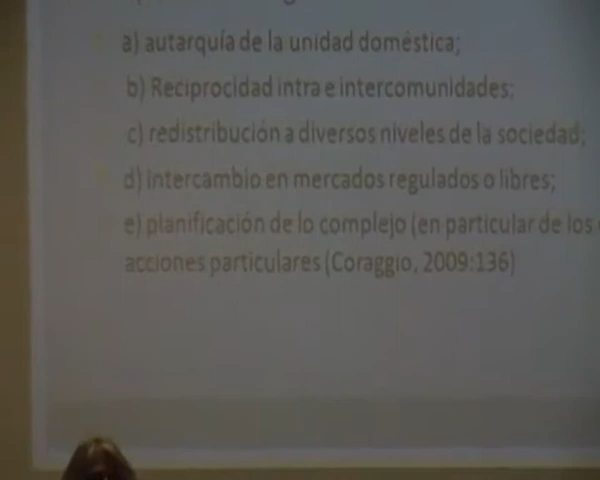 a) autarquía de la unidad doméstica;
b) Reciprocidad intra e intercomunidades;
c) redistribución a diversos niveles de la sociedad;
d) intercambio en mercados regulados o libres;
e) planificación de lo complejo (en particular de los
acciones particulares (Coraggio, 2009:136)